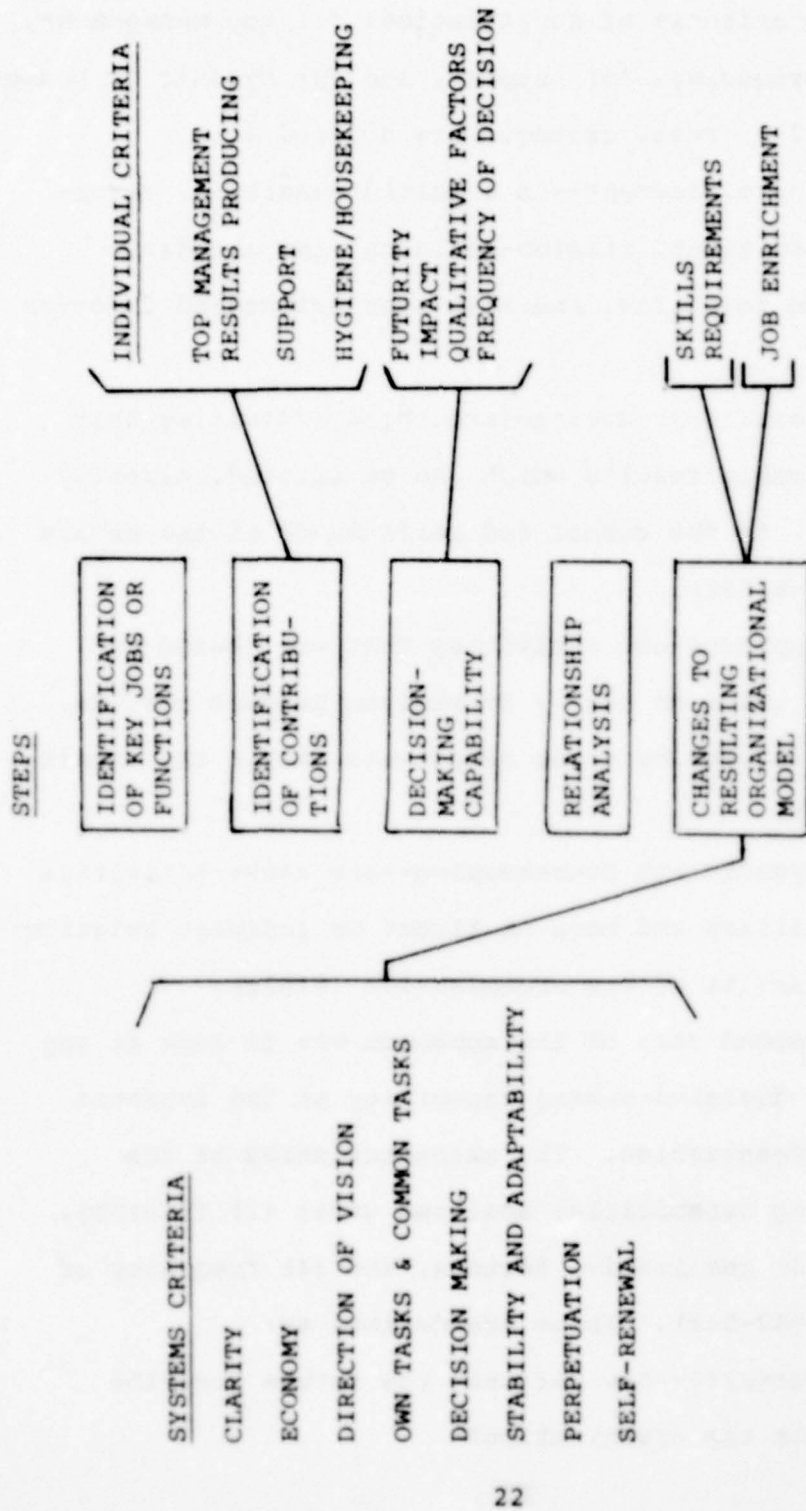 STEPS
SYSTEMS CRITERIA
CLARITY
ECONOMY
DIRECTION OF VISION
OWN TASKS & COMMON TASKS
DECISION MAKING
STABILITY AND ADAPTABILITY
PERPETUATION
SELF-RENEWAL
IDENTIFICATION
OF KEY JOBS OR
FUNCTIONS
IDENTIFICATION
OF CONTRIBU-
TIONS
DECISION-
MAKING
CAPABILITY
RELATIONSHIP
ANALYSIS
CHANGES TO
RESULTING
ORGANIZATIONAL
MODEL
INDIVIDUAL CRITERIA
TOP MANAGEMENT
RESULTS PRODUCING
SUPPORT
HYGIENE/HOUSEKEEPING
FUTURITY
IMPACT
QUALITATIVE FACTORS
FREQUENCY OF DECISION
SKILLS
REQUIREMENTS
JOB ENRICHMENT
22